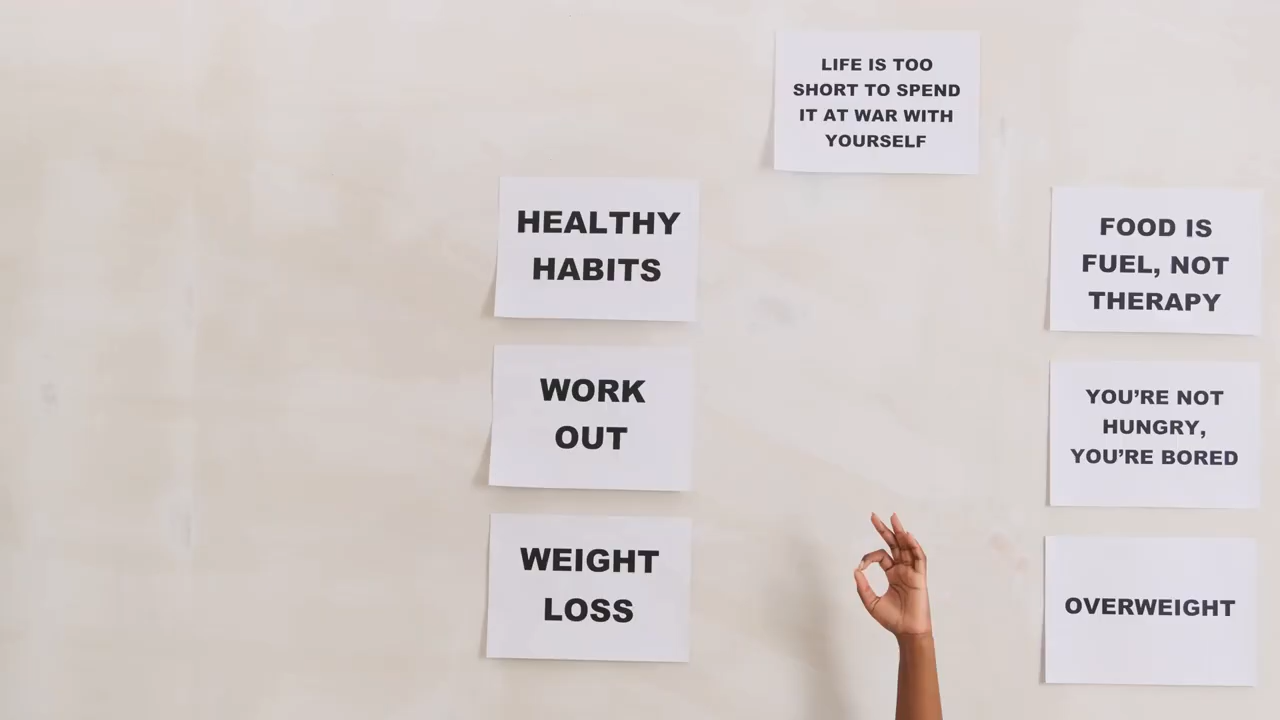 LIFE IS TOO
SHORT TO SPEND
IT AT WAR WITH
YOURSELF
HEALTHY
HABITS
WORK
OUT
WEIGHT
LOSS
FOOD IS
FUEL, NOT
THERAPY
YOU'RE NOT
HUNGRY,
YOU'RE BORED
OVERWEIGHT